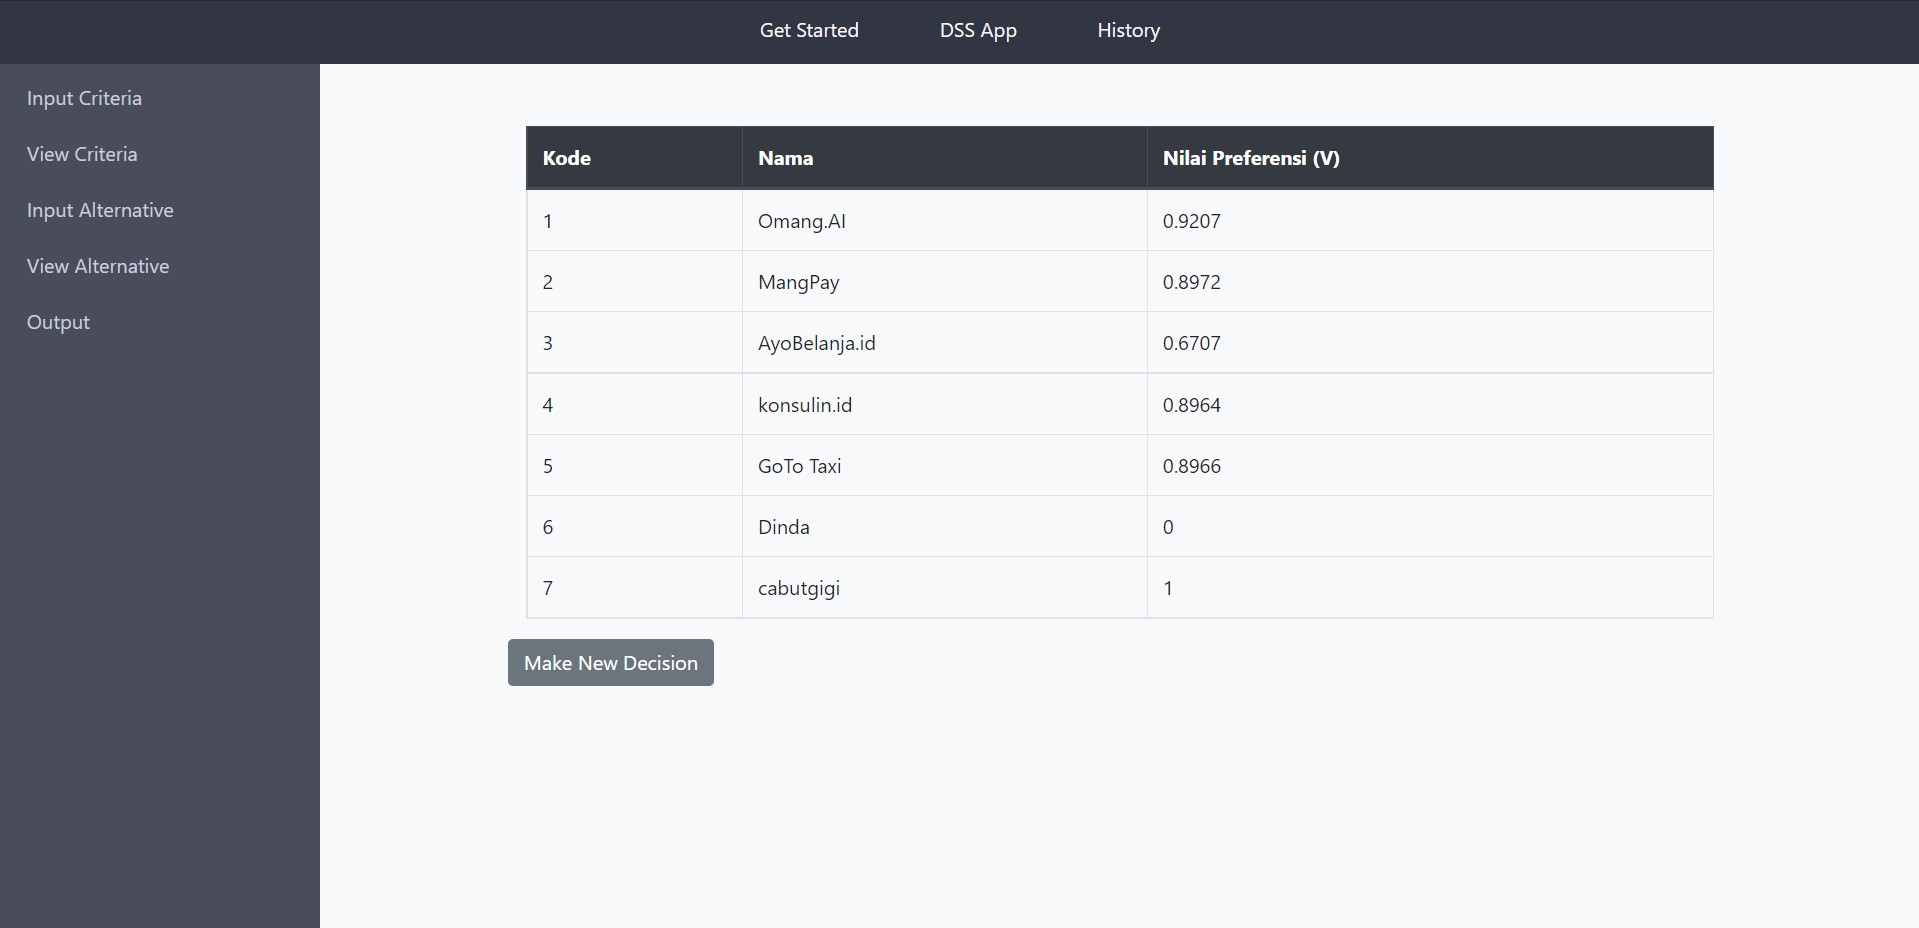 Get Started DSS App History
Input Criteria
View Criteria
Input Alternative
View Alternative
Output
Kode Nama Nilai Preferensi (V)
1 Omang.AI 0.9207
2 MangPay 0.8972
3 AyoBelanja.id 0.6707
4 konsulin.id 0.8964
5 GoTo Taxi 0.8966
6 Dinda 0
7 cabutgigi 1
Make New Decision